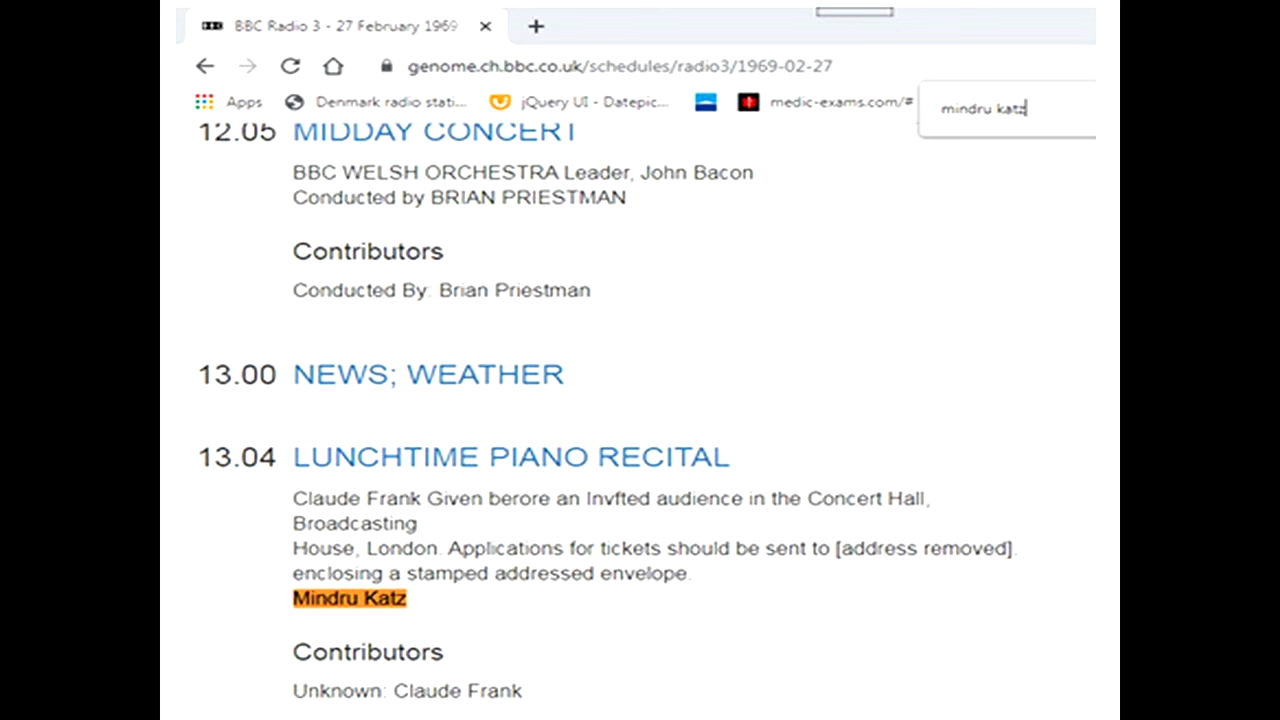 BBC Radio 3 - 27 February 1969
genome.ch.bbc.co.uk/schedules/radio3/1969-02-27
Apps Denmark radio stati... jQuery UI - Datepic... medic-exams.com/#
mindru katz
12.05 MIDDAY CONCERT
BBC WELSH ORCHESTRA Leader, John Bacon
Conducted by BRIAN PRIESTMAN
Contributors
Conducted By: Brian Priestman
13.00 NEWS; WEATHER
13.04 LUNCHTIME PIANO RECITAL
Claude Frank Given berore an Invfted audience in the Concert Hall,
Broadcasting
House, London. Applications for tickets should be sent to [address removed].
enclosing a stamped addressed envelope.
Mindru Katz
Contributors
Unknown: Claude Frank